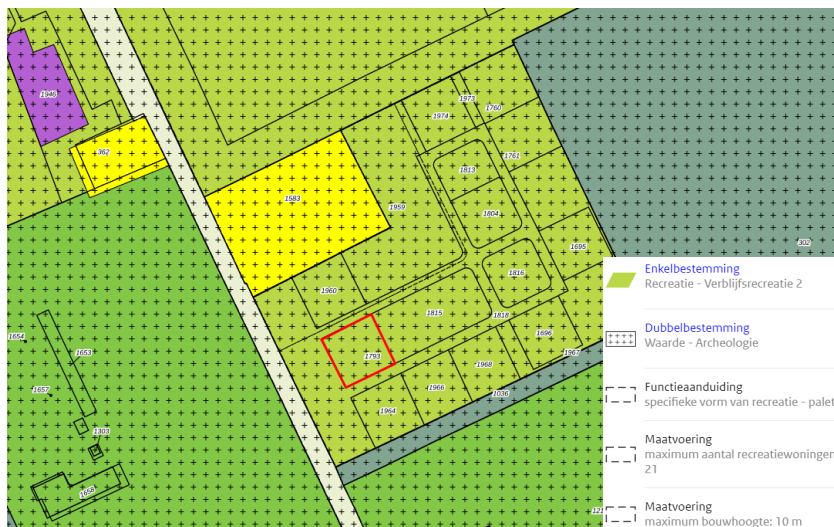 1946
362
1583
1973
1974
1760
1761
1813
1804
1959
1695
302
1816
1960
1815
1818
1793
1696
1967
1968
1036
1966
1964
1654
1653
1657
1303
1658
Enkelbestemming
Recreatie - Verblijfsrecreatie 2
Dubbelbestemming
Waarde - Archeologie
Functieaanduiding
specifieke vorm van recreatie - palet
Maatvoering
maximum aantal recreatiewoningen
21
Maatvoering
maximum bouwhoogte: 10 m